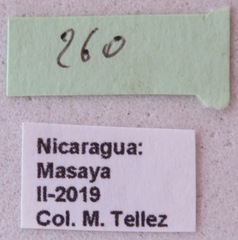 260
Nicaragua:
Masaya
II-2019
Col. M. Tellez